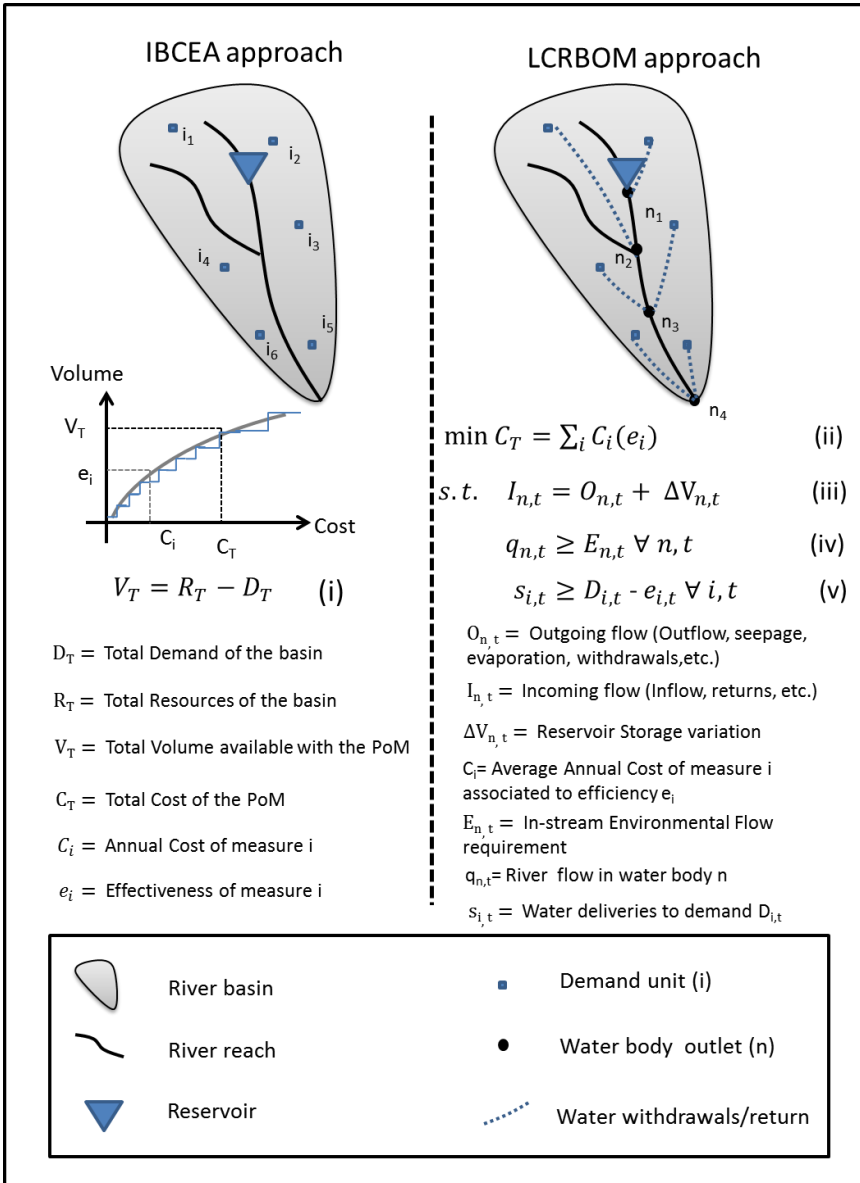 IBCEA approach
i1
i2
i3
i4
i5
i6
Volume
VT
ei
Ci
CT
Cost
VT = RT − DT (i)
DT = Total Demand of the basin
RT = Total Resources of the basin
VT = Total Volume available with the PoM
CT = Total Cost of the PoM
Ci = Annual Cost of measure i
ei = Effectiveness of measure i
LCRBOM approach
n1
n2
n3
n4
min CT = ∑i Ci(ei) (ii)
s.t. In,t = On,t + ΔVn,t (iii)
qn,t ≥ En,t ∀ n, t (iv)
si,t ≥ Di,t - ei,t ∀ i, t (v)
On, t = Outgoing flow (Outflow, seepage,
evaporation, withdrawals,etc.)
In, t = Incoming flow (Inflow, returns, etc.)
ΔVn, t = Reservoir Storage variation
Ci= Average Annual Cost of measure i
associated to efficiency ei
En, t = In-stream Environmental Flow
requirement
qn,t= River flow in water body n
si, t = Water deliveries to demand Di,t
River basin
River reach
Reservoir
Demand unit (i)
Water body outlet (n)
Water withdrawals/return